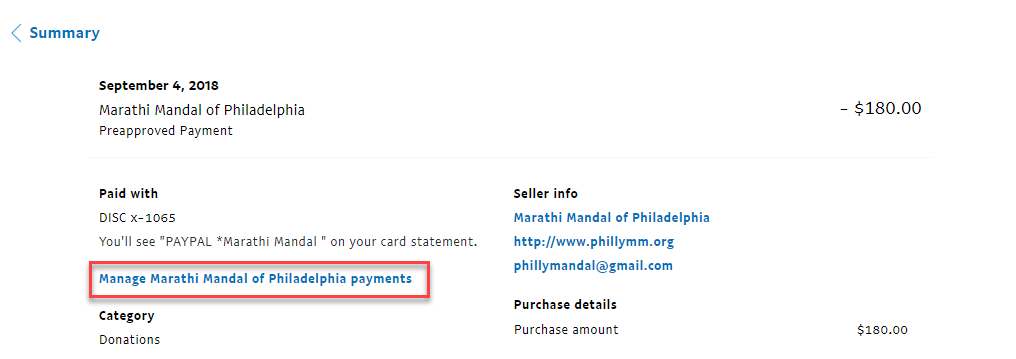 Summary
September 4, 2018
Marathi Mandal of Philadelphia
- $180.00
Preapproved Payment
Paid with
DISC x-1065
You'll see "PAYPAL *Marathi Mandal " on your card statement.
Manage Marathi Mandal of Philadelphia payments
Category
Donations
Seller info
Marathi Mandal of Philadelphia
http://www.phillymm.org
phillymandal@gmail.com
Purchase details
Purchase amount $180.00